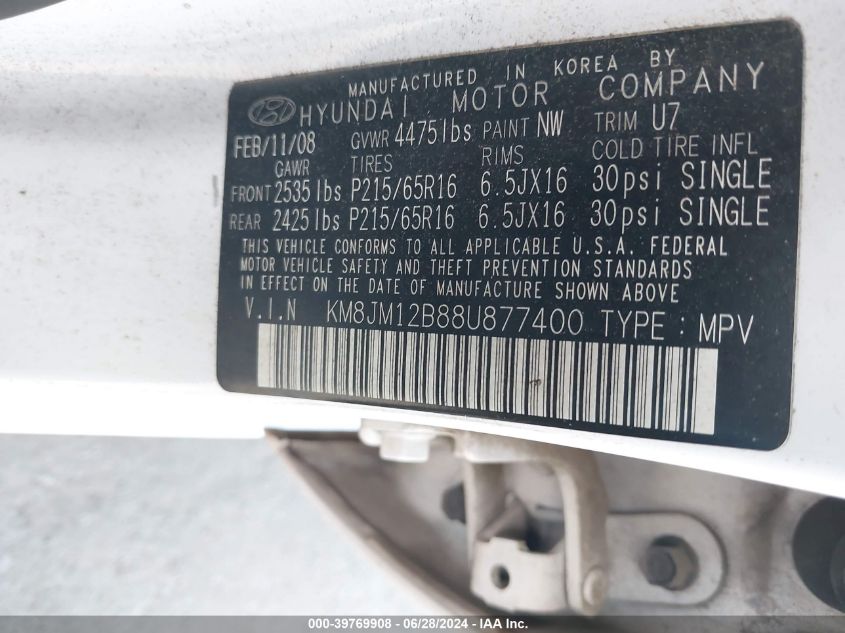 MANUFACTURED IN KOREA BY
HYUNDAI MOTOR COMPANY
FEB/11/08 GVWR 4475lbs PAINT NW TRIM U7
GAWR TIRES RIMS COLD TIRE INFL
FRONT 2535lbs P215/65R16 6.5JX16 30psi SINGLE
REAR 2425lbs P215/65R16 6.5JX16 30psi SINGLE
THIS VEHICLE CONFORMS TO ALL APPLICABLE U.S.A. FEDERAL
MOTOR VEHICLE SAFETY AND THEFT PREVENTION STANDARDS
IN EFFECT ON THE DATE OF MANUFACTURE SHOWN ABOVE.
V.I.N KM8JM12B88U877400 TYPE : MPV
000-39769908 - 06/28/2024 - IAA Inc.